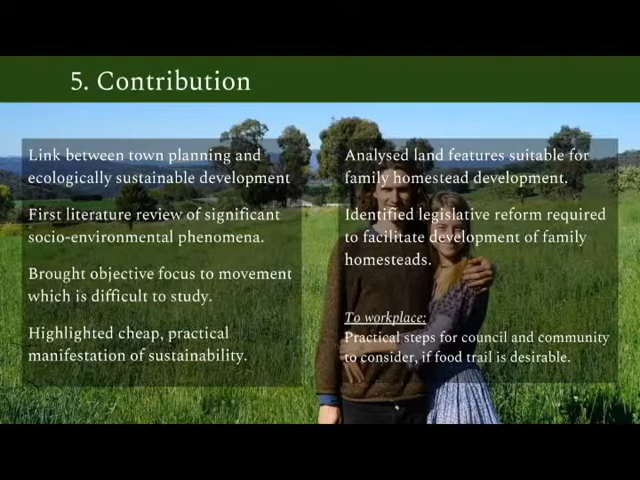 5. Contribution
Link between town planning and
ecologically sustainable development
First literature review of significant
socio-environmental phenomena.
Brought objective focus to movement
which is difficult to study.
Highlighted cheap, practical
manifestation of sustainability.
Analysed land features suitable for
family homestead development.
Identified legislative reform required
to facilitate development of family
homesteads.
To workplace:
Practical steps for council and community
to consider, if food trail is desirable.